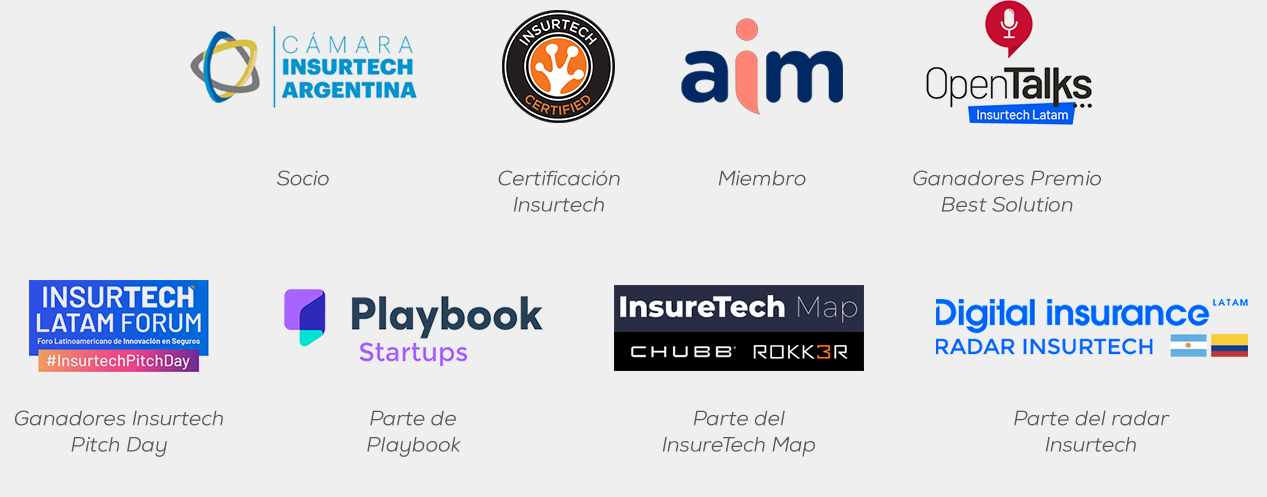 CÁMARA
INSURTECH
ARGENTINA
INSURTECH
CERTIFIED
aim
OpenTalks...
Insurtech Latam
Socio
Certificación
Insurtech
Miembro
Ganadores Premio
Best Solution
INSURTECH
LATAM FORUM
Foro Latinoamericano de Innovación en Seguros
#InsurtechPitchDay
Playbook
Startups
InsureTech Map
CHUBB® ROKK3R
Digital insurance LATAM
RADAR INSURTECH
Ganadores Insurtech
Pitch Day
Parte de
Playbook
Parte del
InsureTech Map
Parte del radar
Insurtech